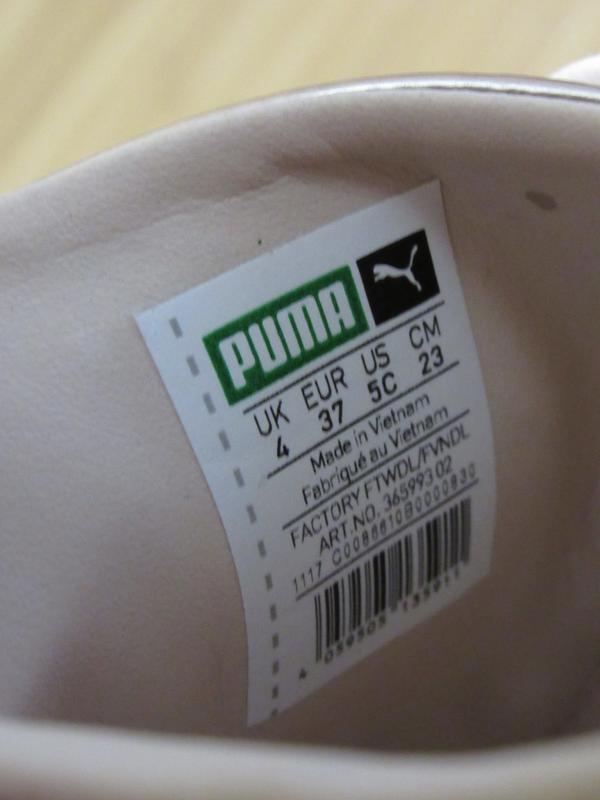 PUMA
UK EUR US CM
4 37 5C 23
Made in Vietnam
Fabriqué au Vietnam
FACTORY FTWDL/FVNDL
ART.NO. 365993 02
1117
4 059505 135911